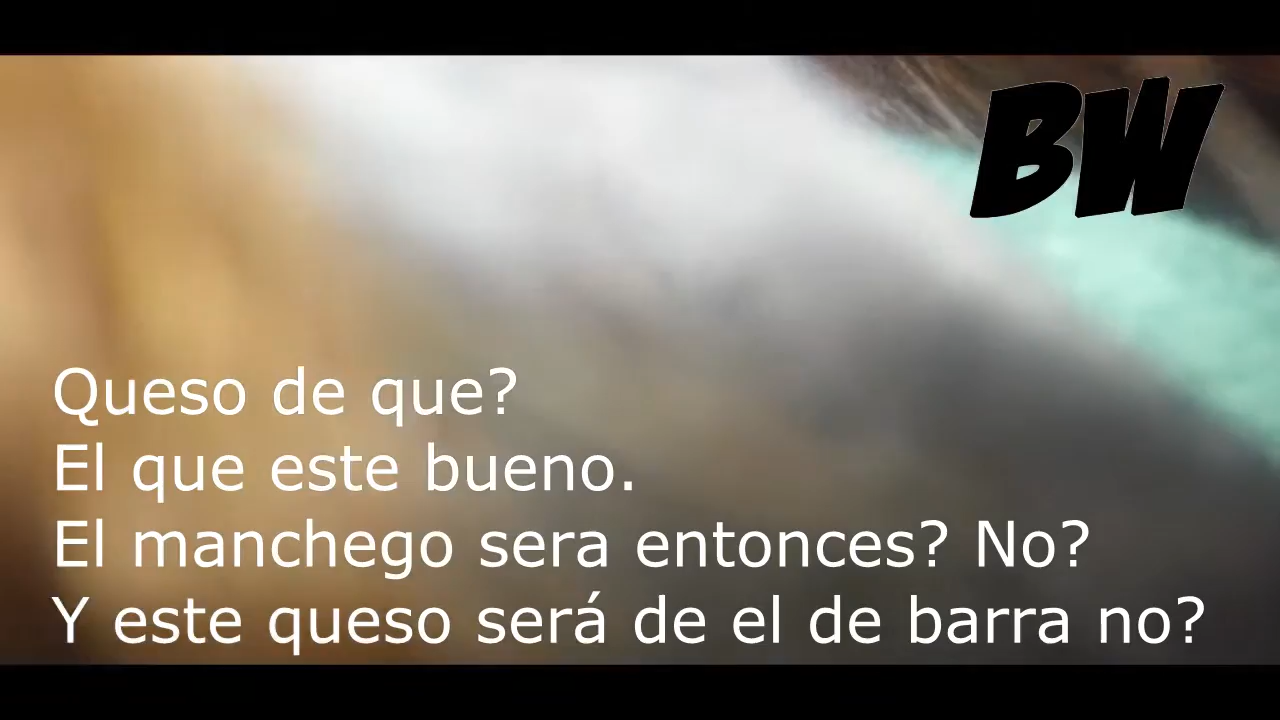 BW
Queso de que?
El que este bueno.
El manchego sera entonces? No?
Y este queso será de el de barra no?